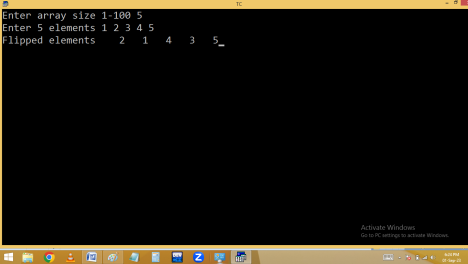 TC
Enter array size 1-100 5
Enter 5 elements 1 2 3 4 5
Flipped elements 2 1 4 3 5_
Activate Windows
Go to PC settings to activate Windows.